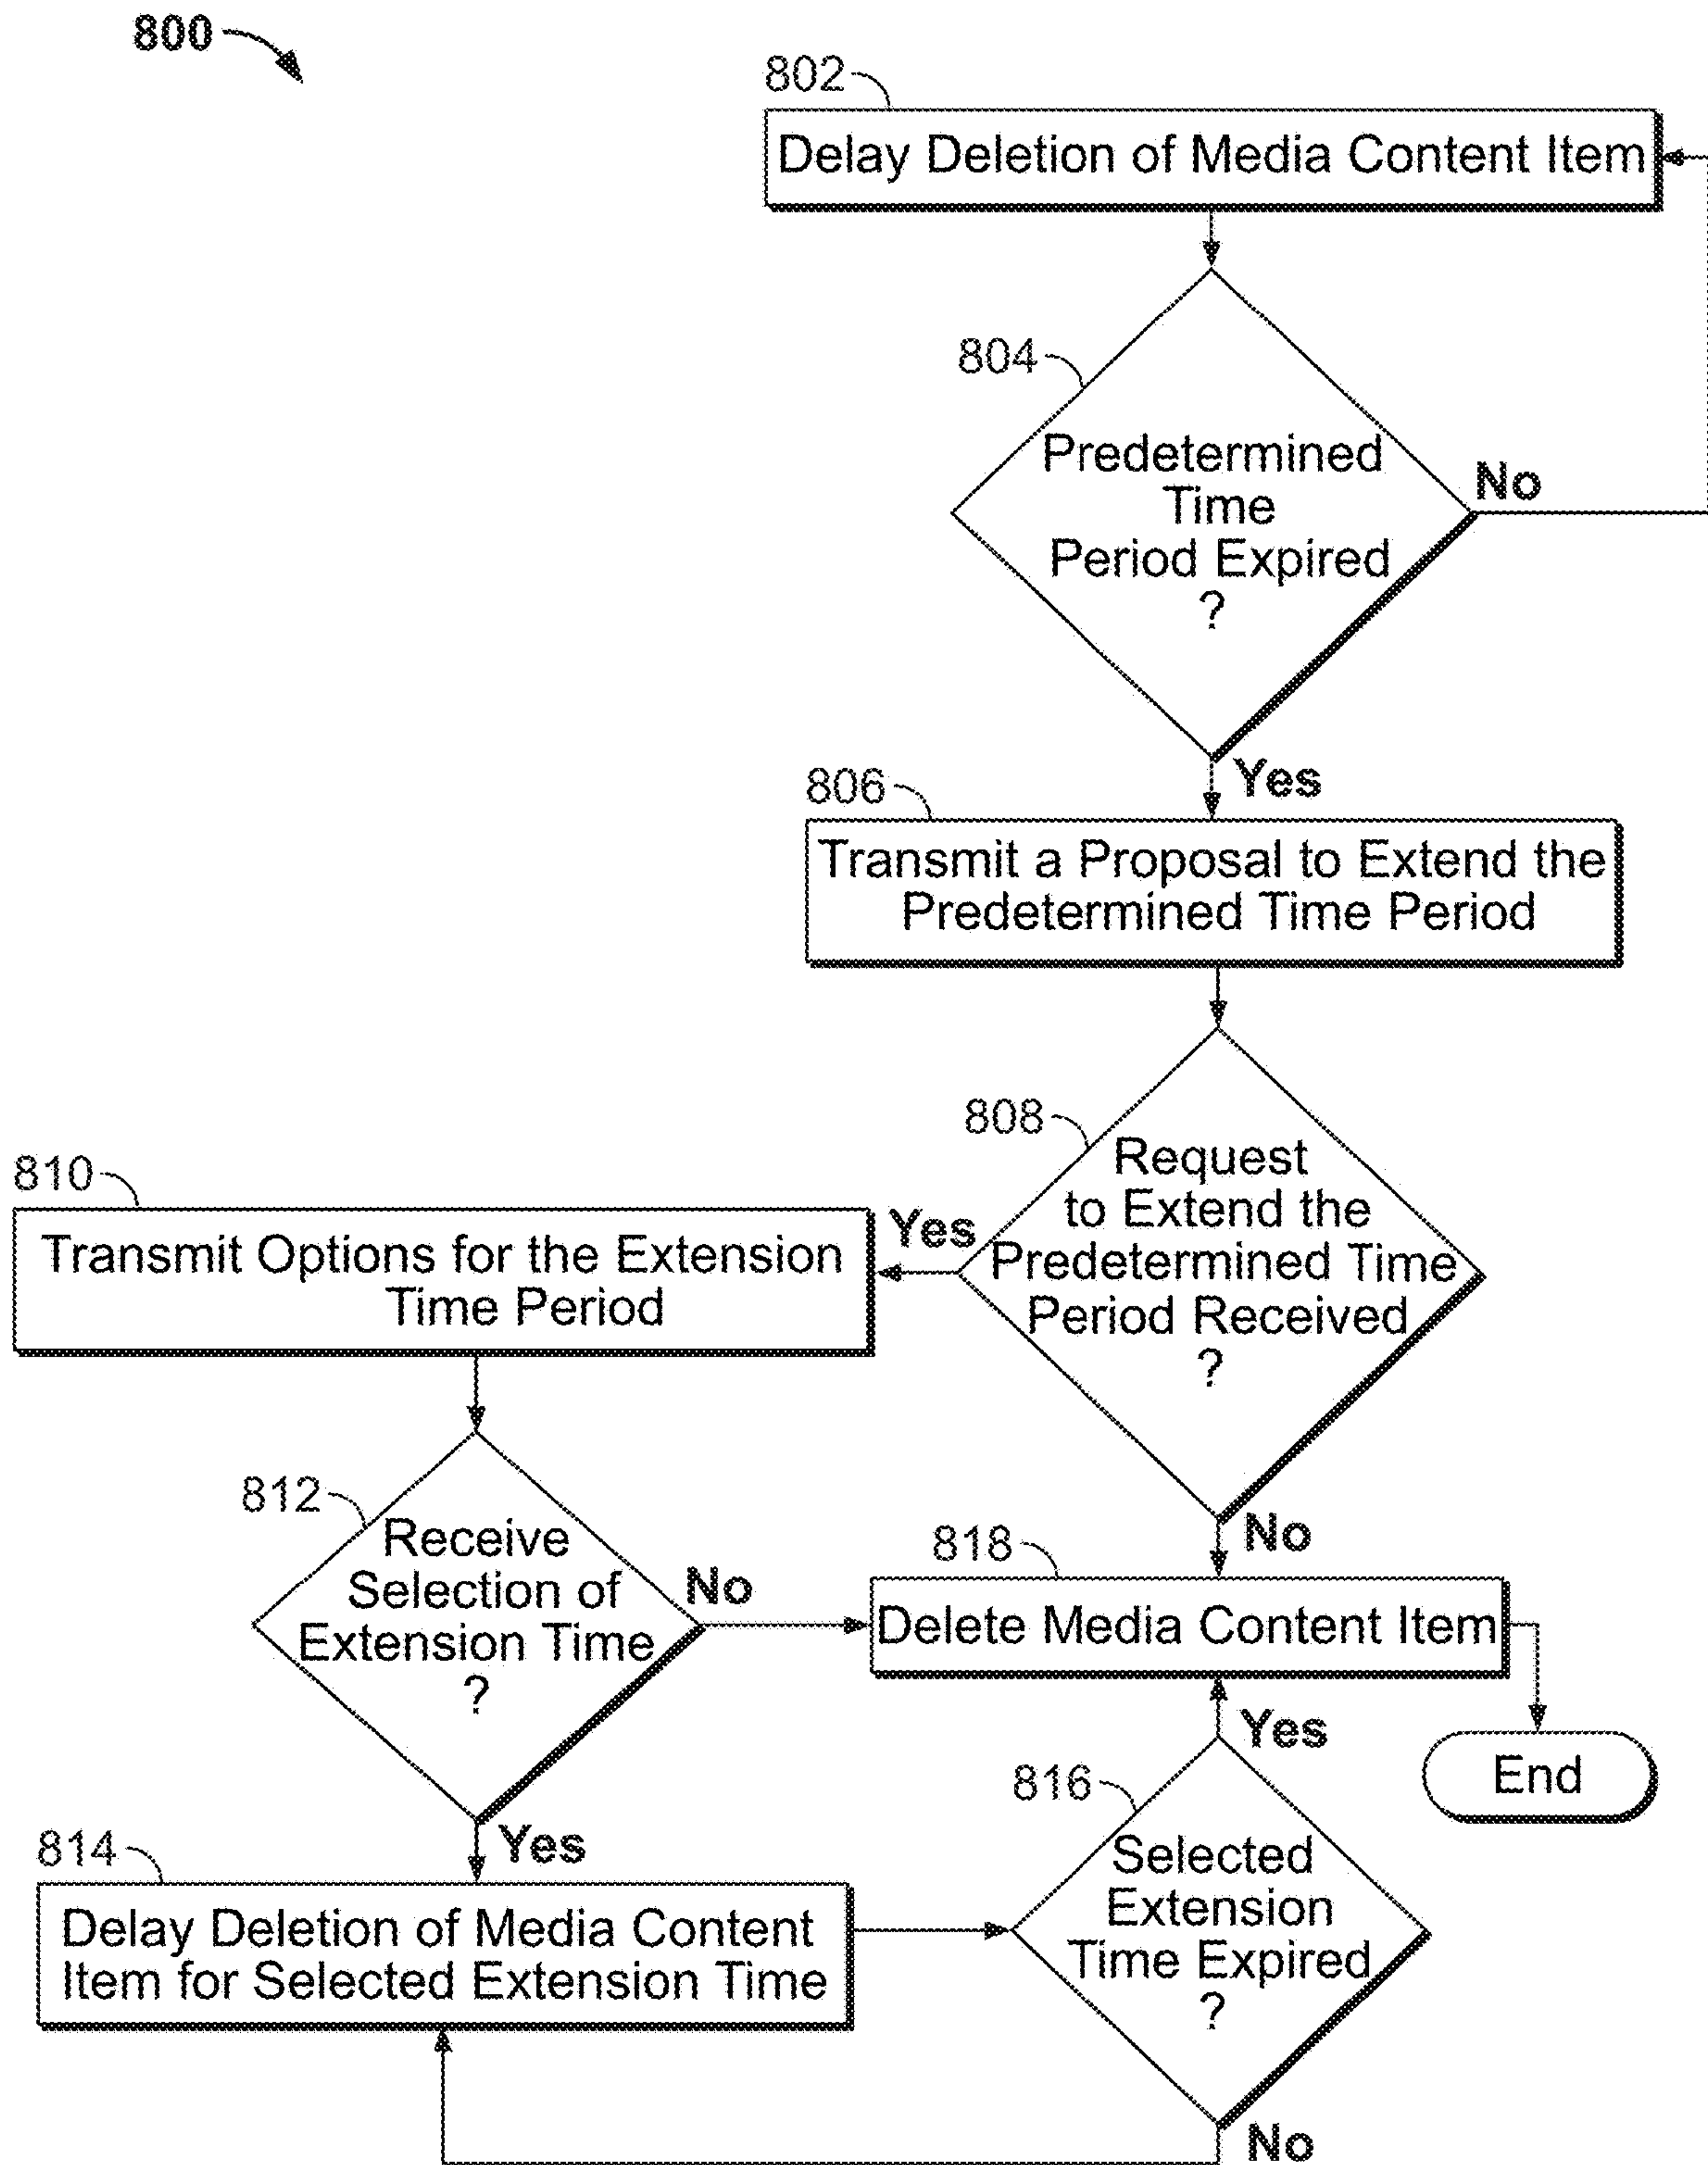 800
802
Delay Deletion of Media Content Item
804
Predetermined
Time
Period Expired
?
No
Yes
806
Transmit a Proposal to Extend the
Predetermined Time Period
808
Request
to Extend the
Predetermined Time
Period Received
?
Yes
No
810
Transmit Options for the Extension
Time Period
812
Receive
Selection of
Extension Time
?
No
Yes
818
Delete Media Content Item
End
814
Delay Deletion of Media Content
Item for Selected Extension Time
816
Selected
Extension
Time Expired
?
Yes
No